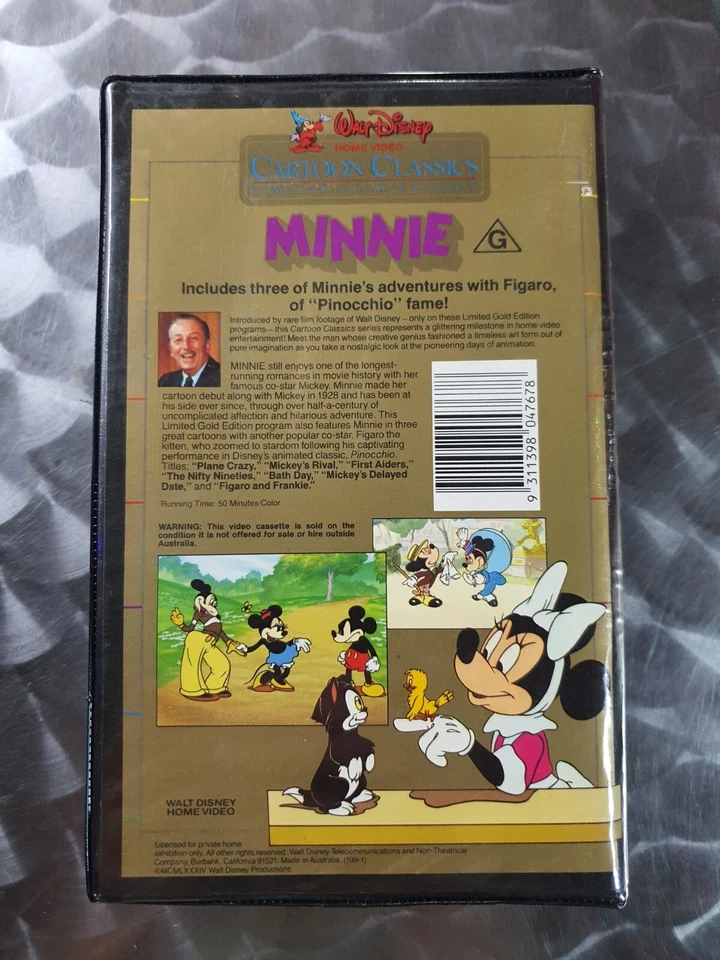 Walt Disney
HOME VIDEO
CARTOON CLASSICS
MINNIE
G
Includes three of Minnie's adventures with Figaro,
of "Pinocchio" fame!
Introduced by rare film footage of Walt Disney – only on these Limited Gold Edition
programs – this Cartoon Classics series represents a glittering milestone in home video
entertainment! Meet the man whose creative genius fashioned a timeless art form out of
pure imagination as you take a nostalgic look at the pioneering days of animation.
MINNIE still enjoys one of the longest-
running romances in movie history with her
famous co-star Mickey. Minnie made her
cartoon debut along with Mickey in 1928 and has been at
his side ever since, through over half-a-century of
uncomplicated affection and hilarious adventure. This
Limited Gold Edition program also features Minnie in three
great cartoons with another popular co-star, Figaro the
kitten, who zoomed to stardom following his captivating
performance in Disney's animated classic, Pinocchio.
Titles: "Plane Crazy," "Mickey's Rival," "First Aiders,"
"The Nifty Nineties," "Bath Day," "Mickey's Delayed
Date," and "Figaro and Frankie."
Running Time: 50 Minutes/Color
9 311398 047678
WARNING: This video cassette is sold on the
condition it is not offered for sale or hire outside
Australia.
WALT DISNEY
HOME VIDEO
Licensed for private home
exhibition only. All other rights reserved. Walt Disney Telecommunications and Non-Theatrical
Company, Burbank, California 91521. Made in Australia. (199-1)
©MCMLXXXIV Walt Disney Productions